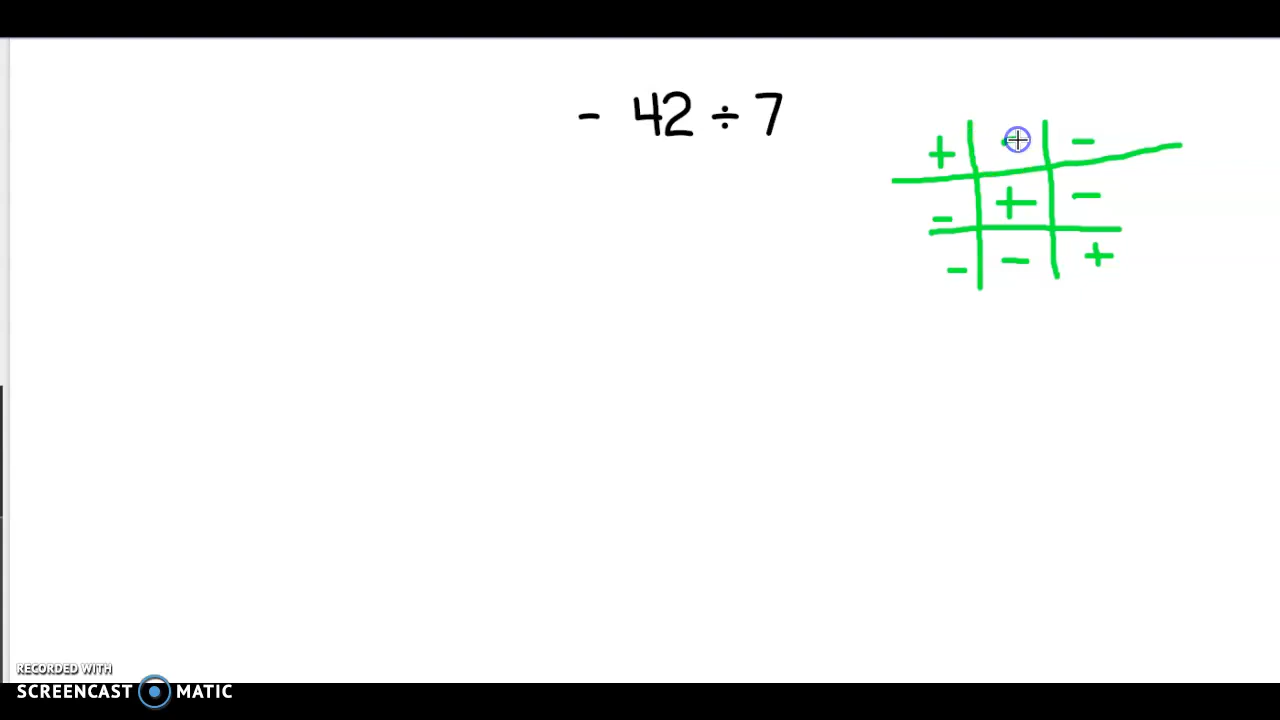 - 42 ÷ 7
+ - -
- + -
- - +
RECORDED WITH
SCREENCAST MATIC